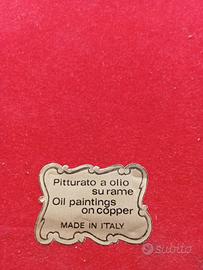 Pitturato a olio
su rame
Oil paintings
on copper
MADE IN ITALY
subito